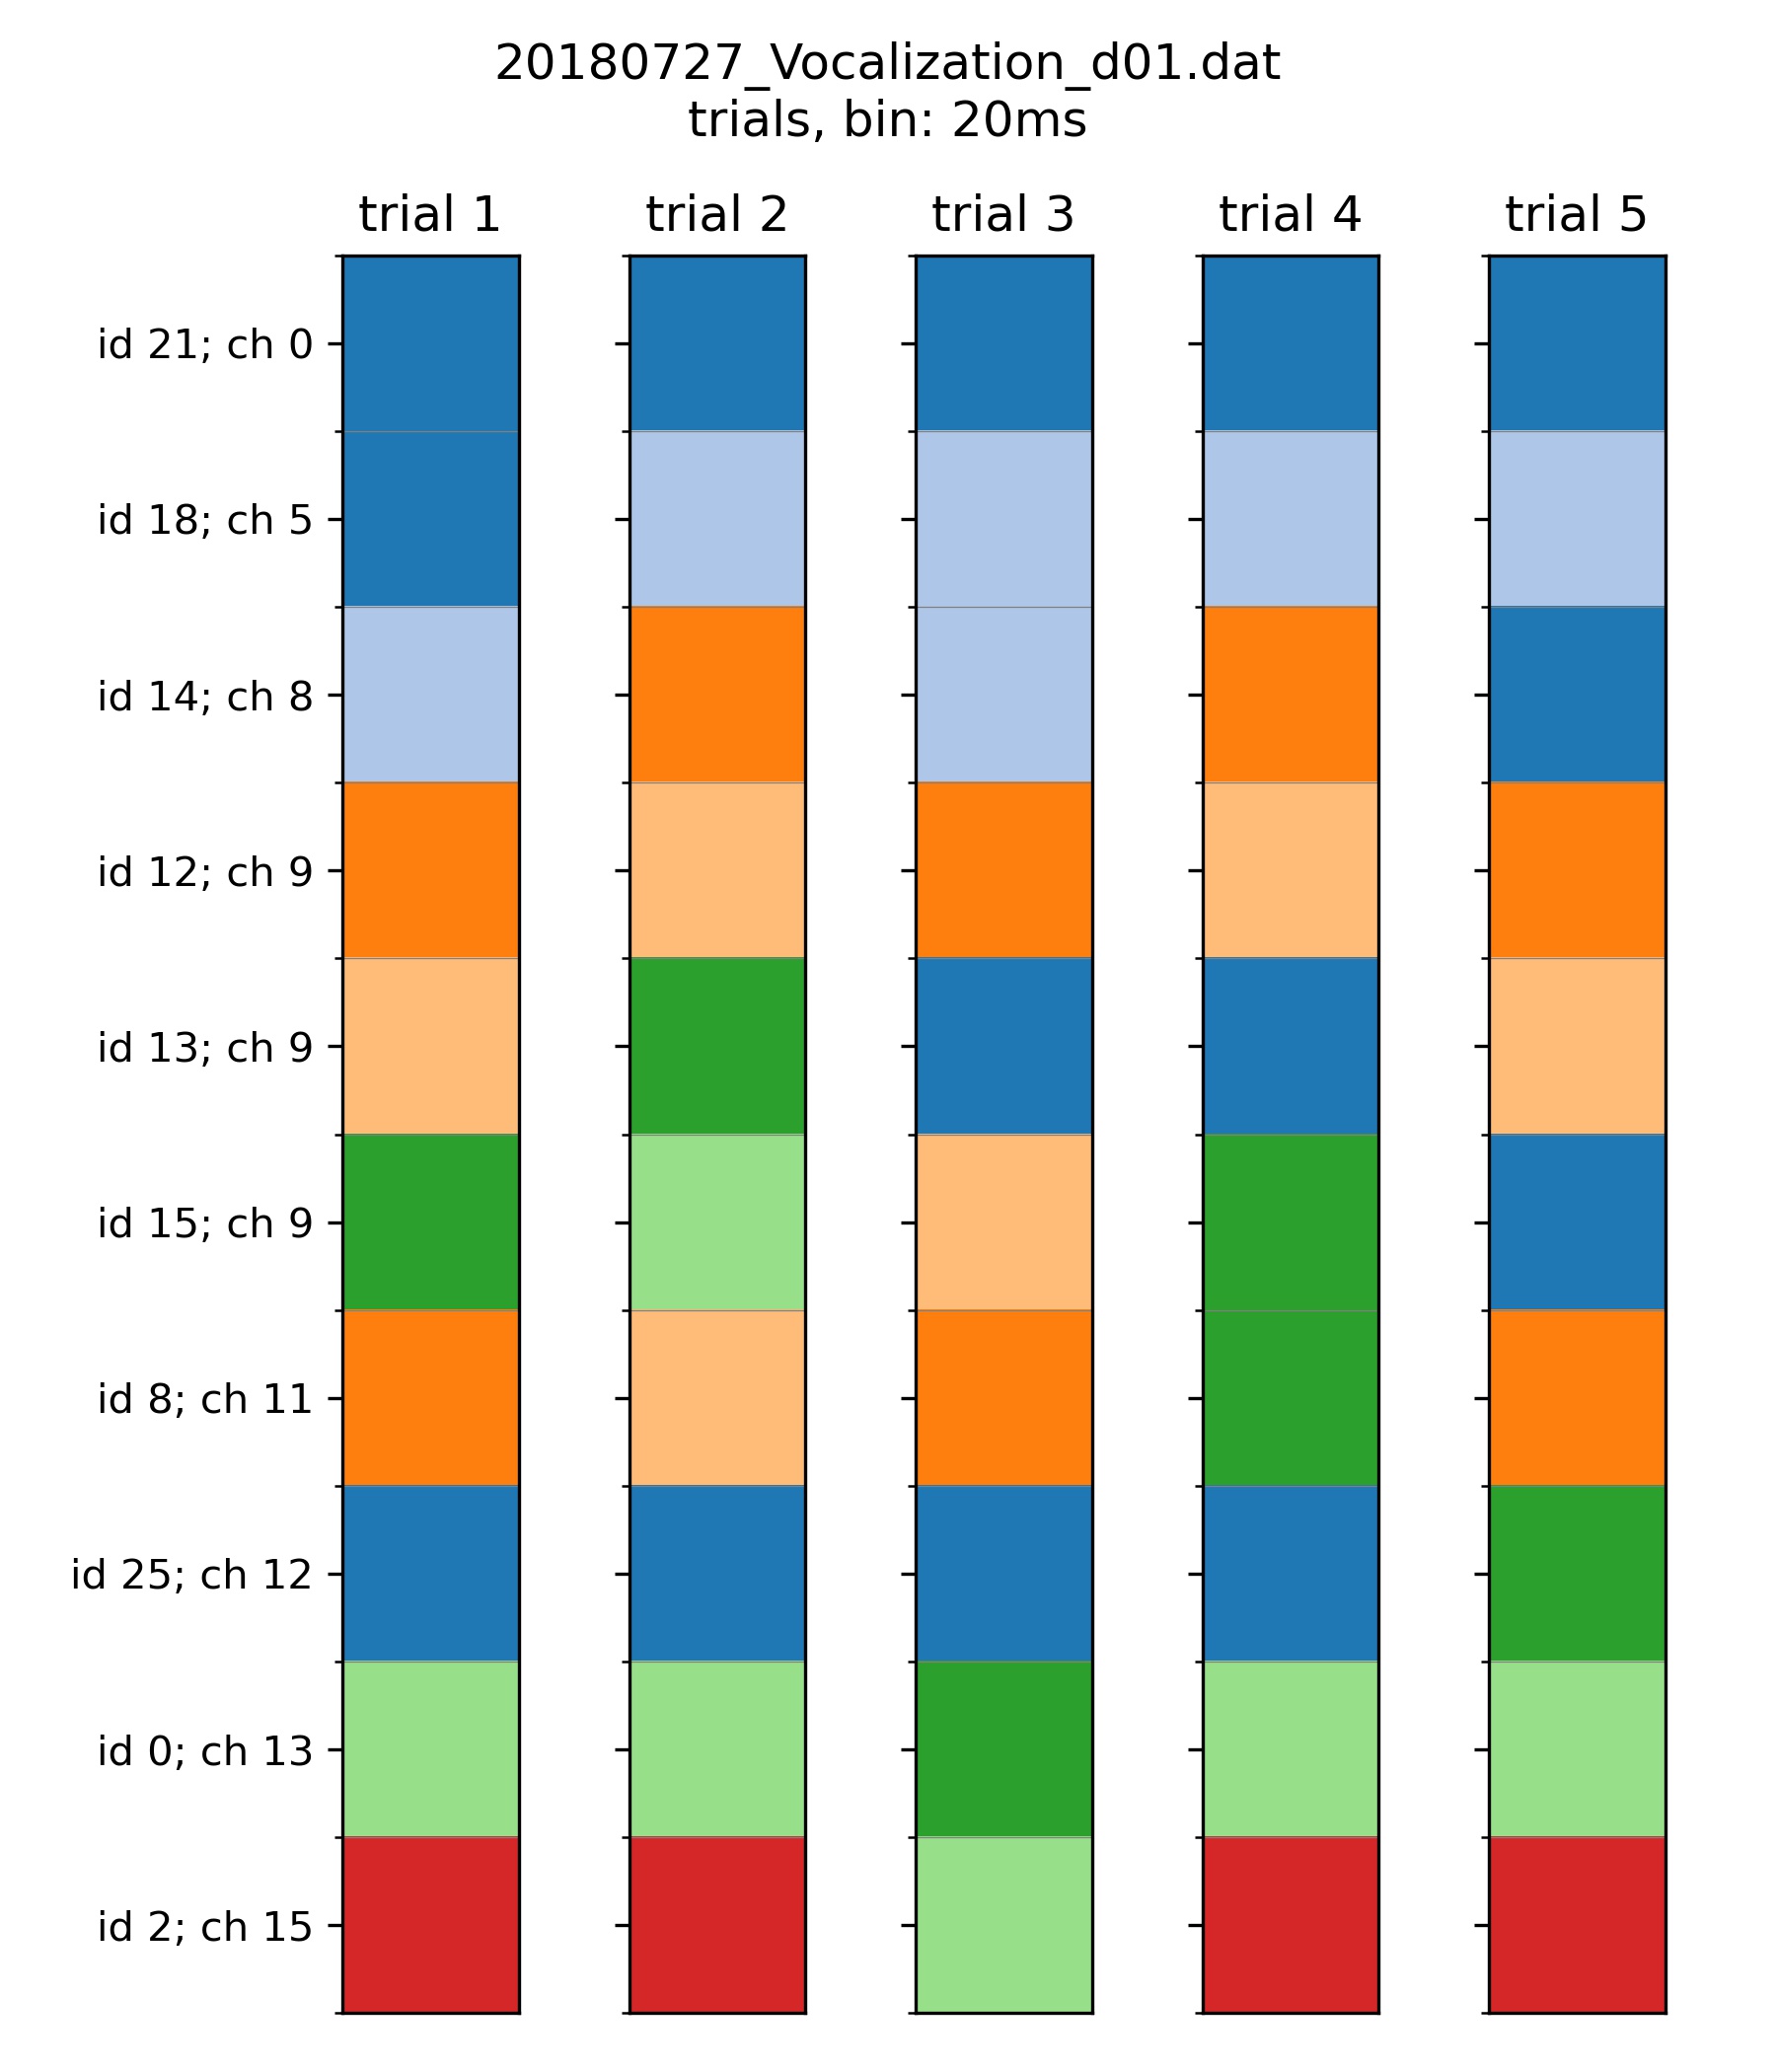 20180727_Vocalization_d01.dat
trials, bin: 20ms
trial 1 trial 2 trial 3 trial 4 trial 5
id 21; ch 0
id 18; ch 5
id 14; ch 8
id 12; ch 9
id 13; ch 9
id 15; ch 9
id 8; ch 11
id 25; ch 12
id 0; ch 13
id 2; ch 15